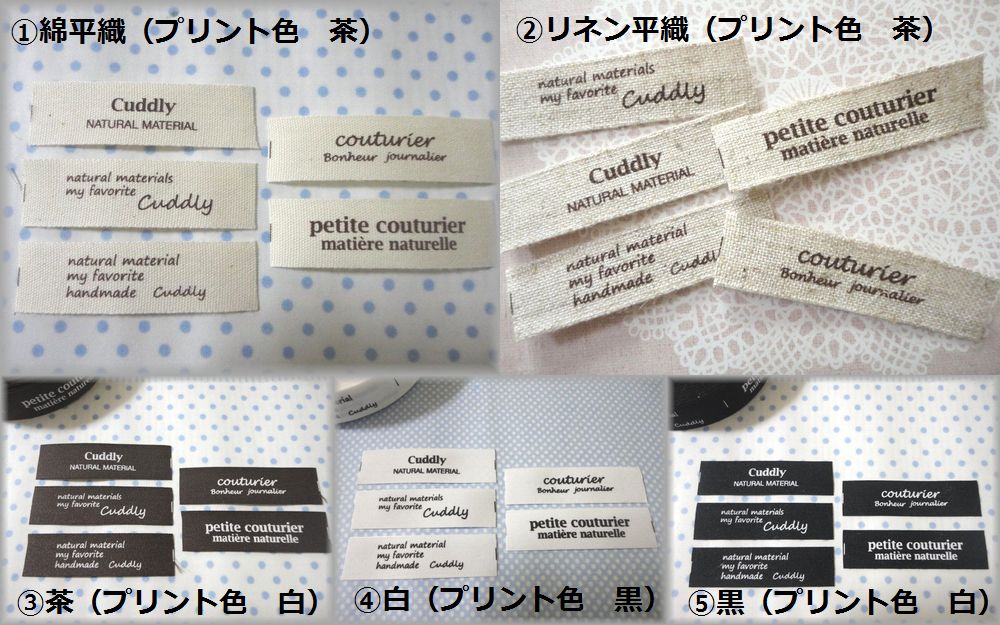 ①綿平織（プリント色　茶）
Cuddly
NATURAL MATERIAL
natural materials
my favorite
Cuddly
natural material
my favorite
handmade Cuddly
couturier
Bonheur journalier
petite couturier
matière naturelle
②リネン平織（プリント色　茶）
natural materials
my favorite Cuddly
Cuddly
NATURAL MATERIAL
natural material
my favorite
handmade Cuddl
petite couturier
matière naturelle
couturier
Bonheur journalier
petite cou
matière naturelle
Cuddly
NATURAL MATERIAL
natural materials
my favorite
Cuddly
natural material
my favorite
handmade Cuddly
couturier
Bonheur journalier
petite couturier
matière naturelle
③茶（プリント色　白）
Cuddly
Cuddly
NATURAL MATERIAL
natural materials
my favorite
Cuddly
natural material
my favorite
handmade Cuddly
couturier
Bonheur journalier
petite couturier
matière naturelle
④白（プリント色　黒）
Cuddly
Cuddly
NATURAL MATERIAL
natural materials
my favorite
Cuddly
natural material
my favorite
handmade Cuddly
couturier
Bonheur journalier
petite couturier
matière naturelle
⑤黒（プリント色　白）